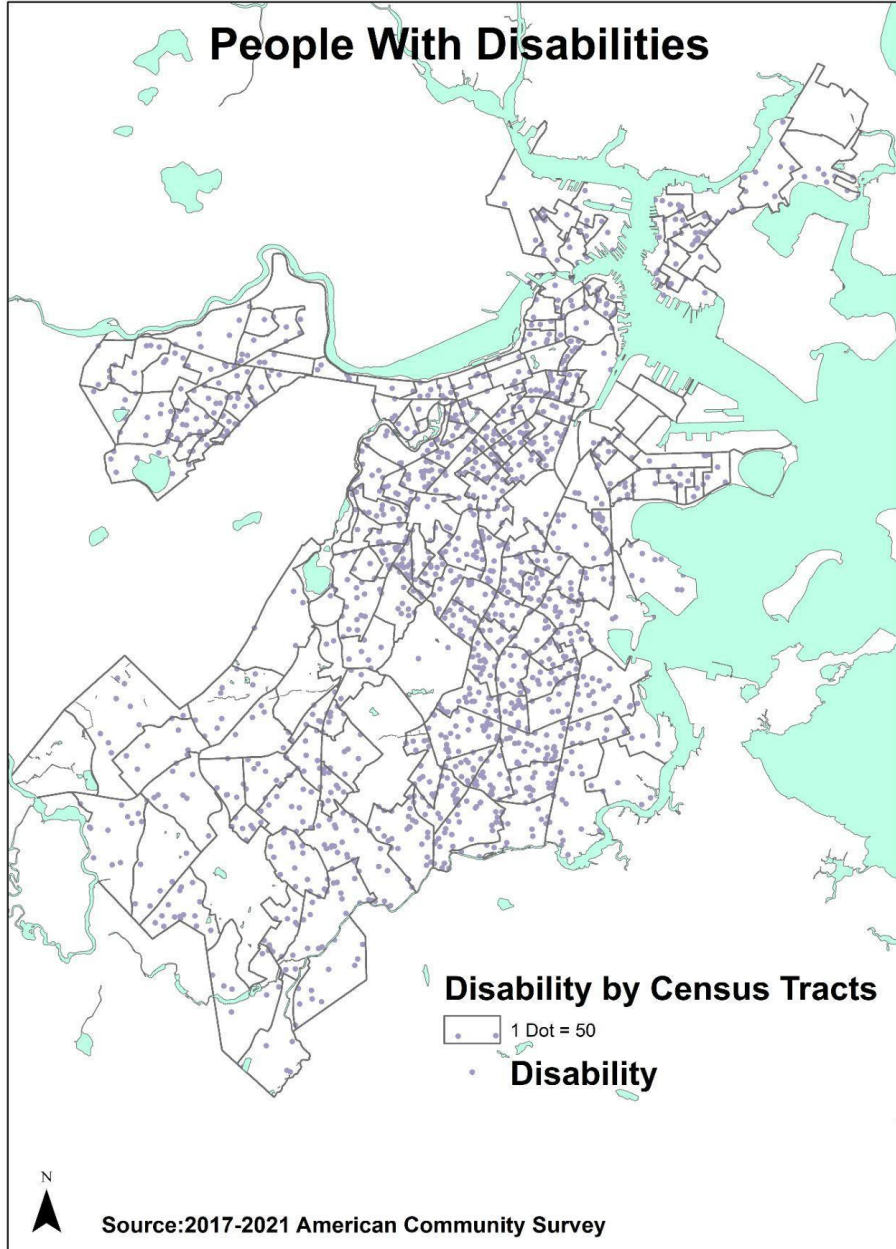 People With Disabilities
Disability by Census Tracts
1 Dot = 50
Disability
N
Source:2017-2021 American Community Survey